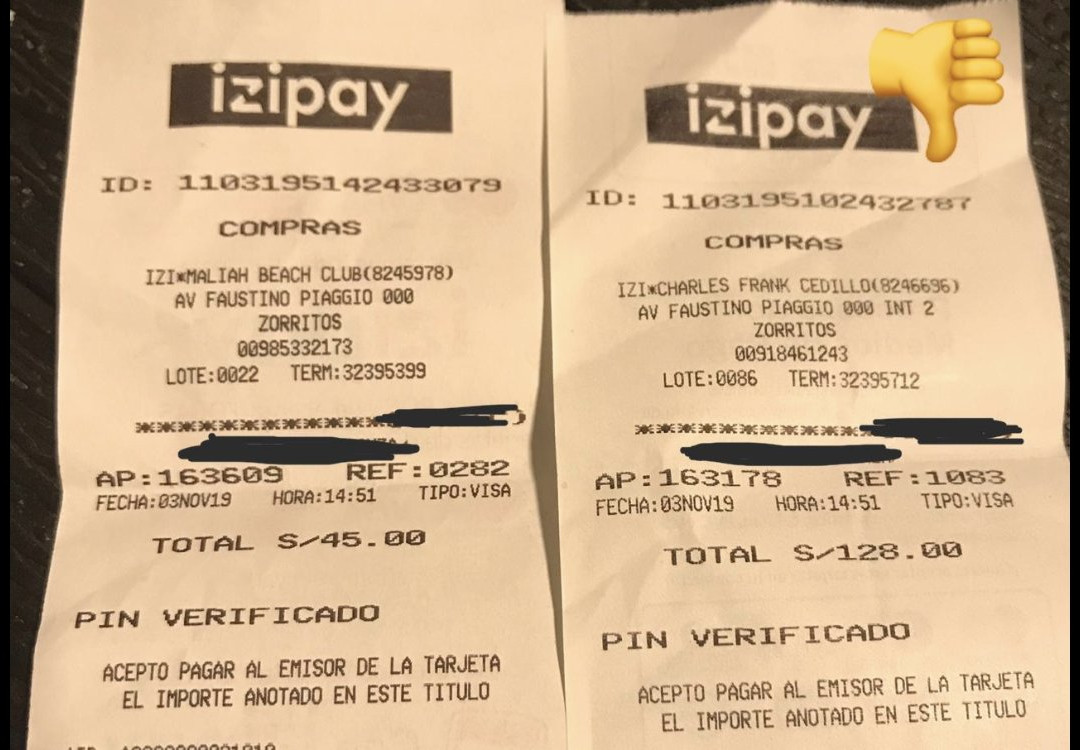 izipay
ID: 1103195142433079
COMPRAS
IZI*MALIAH BEACH CLUB(8245978)
AV FAUSTINO PIAGGIO 000
ZORRITOS
00985332173
LOTE:0022 TERM:32395399
AP:163609 REF:0282
FECHA:03NOV19 HORA:14:51 TIPO:VISA
TOTAL S/45.00
PIN VERIFICADO
ACEPTO PAGAR AL EMISOR DE LA TARJETA
EL IMPORTE ANOTADO EN ESTE TITULO
izipay
ID: 1103195102432787
COMPRAS
IZI*CHARLES FRANK CEDILLO(8246696)
AV FAUSTINO PIAGGIO 000 INT 2
ZORRITOS
00918461243
LOTE:0086 TERM:32395712
AP:163178 REF:1083
FECHA:03NOV19 HORA:14:51 TIPO:VISA
TOTAL S/128.00
PIN VERIFICADO
ACEPTO PAGAR AL EMISOR DE LA TARJETA
EL IMPORTE ANOTADO EN ESTE TITULO